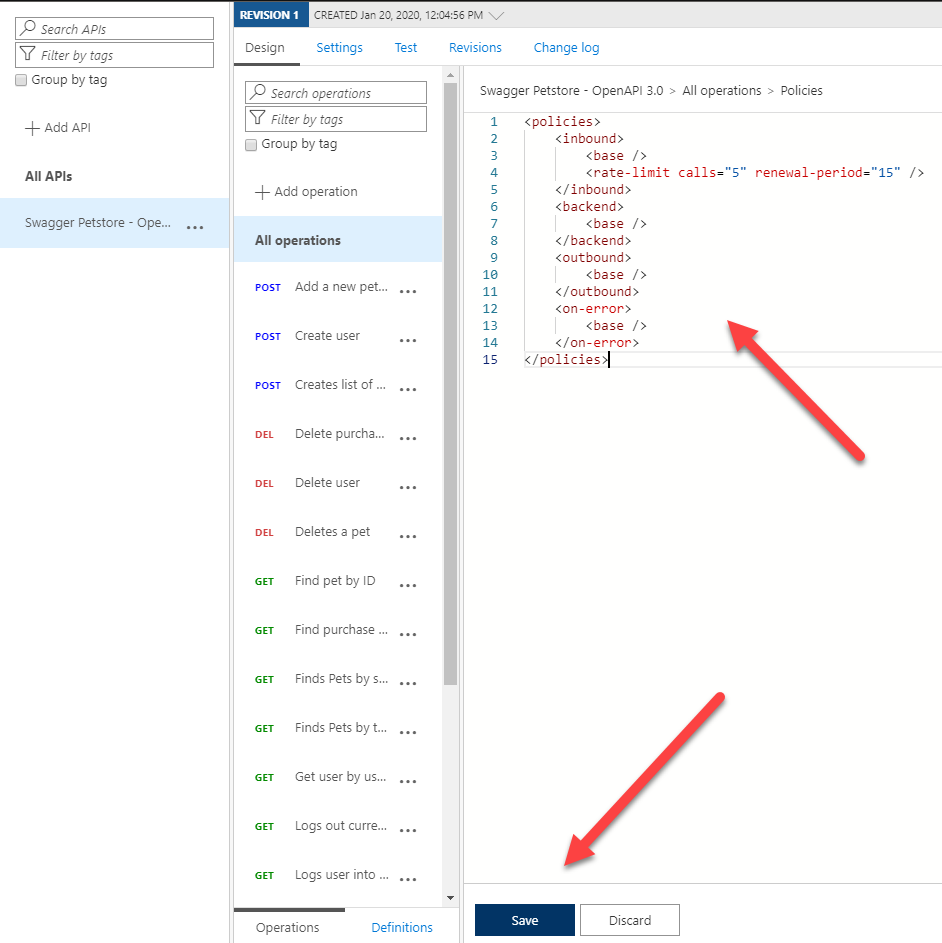 Search APIs
Filter by tags
Group by tag
Add API
All APIs
Swagger Petstore - Ope... ...
REVISION 1 CREATED Jan 20, 2020, 12:04:56 PM
Design Settings Test Revisions Change log
Search operations
Filter by tags
Group by tag
Add operation
All operations
POST Add a new pet... ...
POST Create user ...
POST Creates list of ... ...
DEL Delete purcha... ...
DEL Delete user ...
DEL Deletes a pet ...
GET Find pet by ID ...
GET Find purchase ... ...
GET Finds Pets by s... ...
GET Finds Pets by t... ...
GET Get user by us... ...
GET Logs out curre... ...
GET Logs user into ... ...
Operations Definitions
Swagger Petstore - OpenAPI 3.0 > All operations > Policies
1 <policies>
2 <inbound>
3 <base />
4 <rate-limit calls="5" renewal-period="15" />
5 </inbound>
6 <backend>
7 <base />
8 </backend>
9 <outbound>
10 <base />
11 </outbound>
12 <on-error>
13 <base />
14 </on-error>
15 </policies>
Save Discard